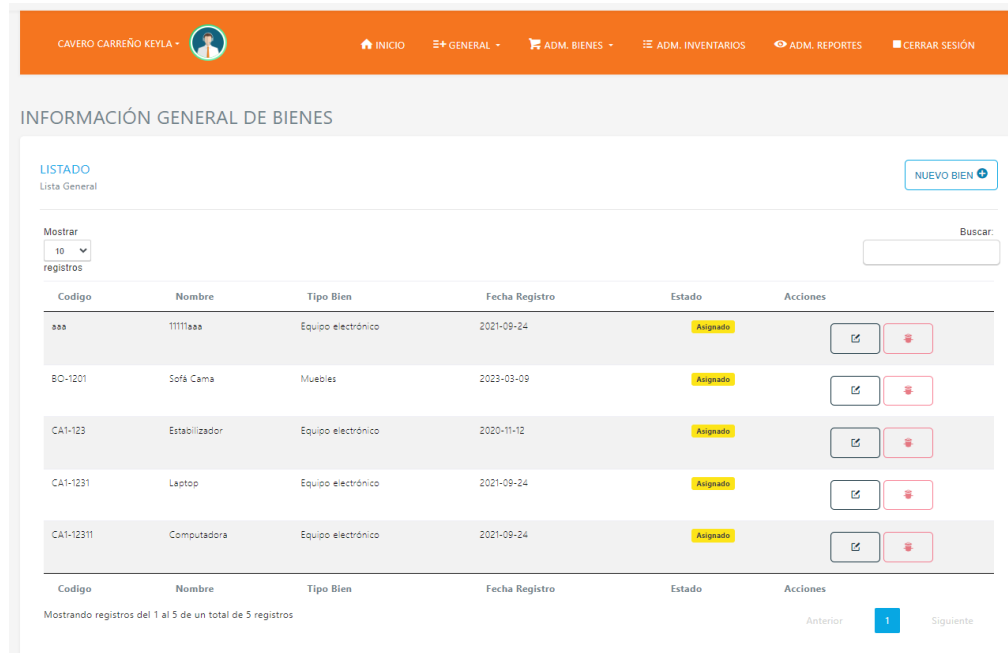 CAVERO CARREÑO KEYLA INICIO GENERAL ADM. BIENES ADM. INVENTARIOS ADM. REPORTES CERRAR SESIÓN
INFORMACIÓN GENERAL DE BIENES
LISTADO
Lista General
NUEVO BIEN
Mostrar
10
registros
Buscar:
Codigo Nombre Tipo Bien Fecha Registro Estado Acciones
aaa 11111aaa Equipo electrónico 2021-09-24 Asignado
BO-1201 Sofá Cama Muebles 2023-03-09 Asignado
CA1-123 Estabilizador Equipo electrónico 2020-11-12 Asignado
CA1-1231 Laptop Equipo electrónico 2021-09-24 Asignado
CA1-12311 Computadora Equipo electrónico 2021-09-24 Asignado
Codigo Nombre Tipo Bien Fecha Registro Estado Acciones
Mostrando registros del 1 al 5 de un total de 5 registros
Anterior 1 Siguiente